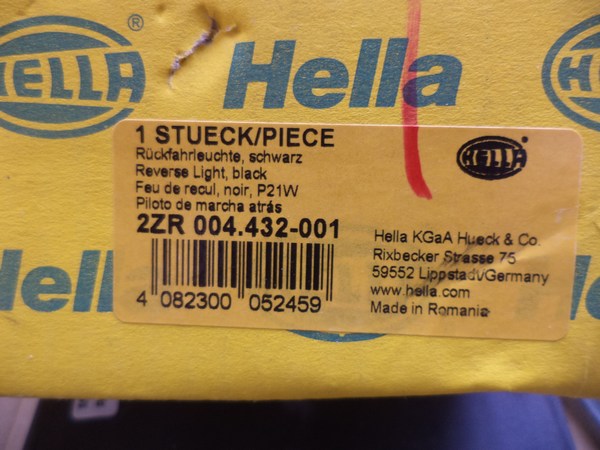 HELLA ® Hella HELLA
1 STUECK/PIECE
Rückfahrleuchte, schwarz
Reverse Light, black
Feu de recul, noir, P21W
Piloto de marcha atrás
2ZR 004.432-001
4 082300 052459
HELLA
Hella KGaA Hueck & Co.
Rixbecker Strasse 75
59552 Lippstadt/Germany
www.hella.com
Made in Romania
Hella